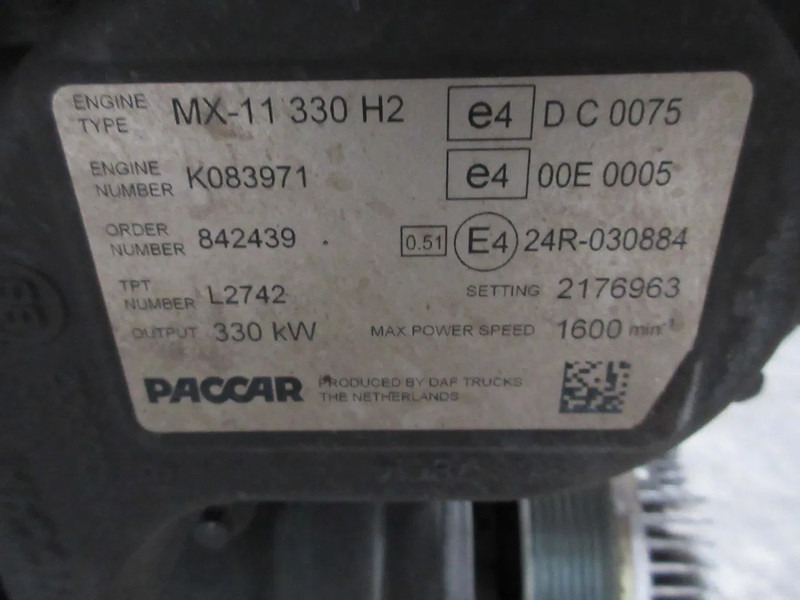 ENGINE TYPE MX-11 330 H2 e4 D C 0075
ENGINE NUMBER K083971 e4 00E 0005
ORDER NUMBER 842439 0.51 E4 24R-030884
TPT NUMBER L2742 SETTING 2176963
OUTPUT 330 kW MAX POWER SPEED 1600 min⁻¹
PACCAR PRODUCED BY DAF TRUCKS
THE NETHERLANDS